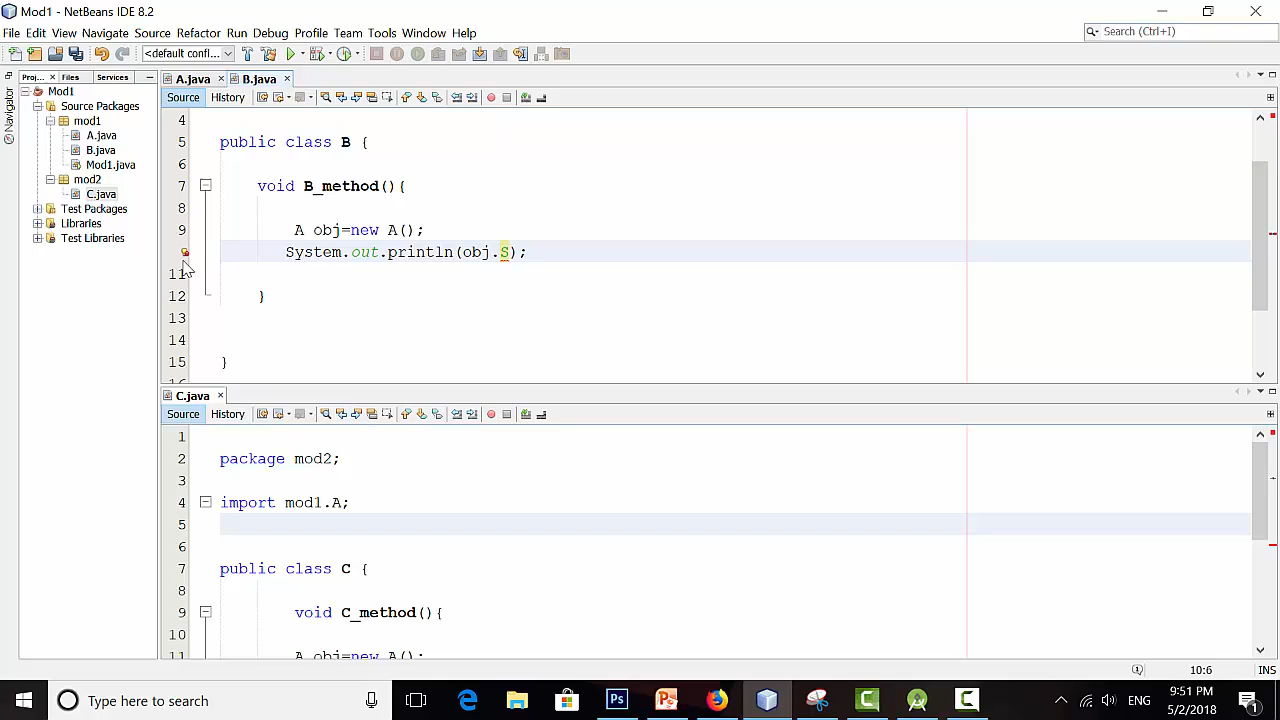 Mod1 - NetBeans IDE 8.2
File Edit View Navigate Source Refactor Run Debug Profile Team Tools Window Help
Search (Ctrl+I)
<default confl...
Proj... Files Services
Navigator
Mod1
Source Packages
mod1
A.java
B.java
Mod1.java
mod2
C.java
Test Packages
Libraries
Test Libraries
A.java B.java
Source History
4
5 public class B {
6
7 void B_method(){
8
9 A obj=new A();
System.out.println(obj.S);
11
12 }
13
14
15 }
16
C.java
Source History
1
2 package mod2;
3
4 import mod1.A;
5
6
7 public class C {
8
9 void C_method(){
10
11 A obj=new A();
10:6 INS
Type here to search
Ps
ENG
9:51 PM
5/2/2018
1